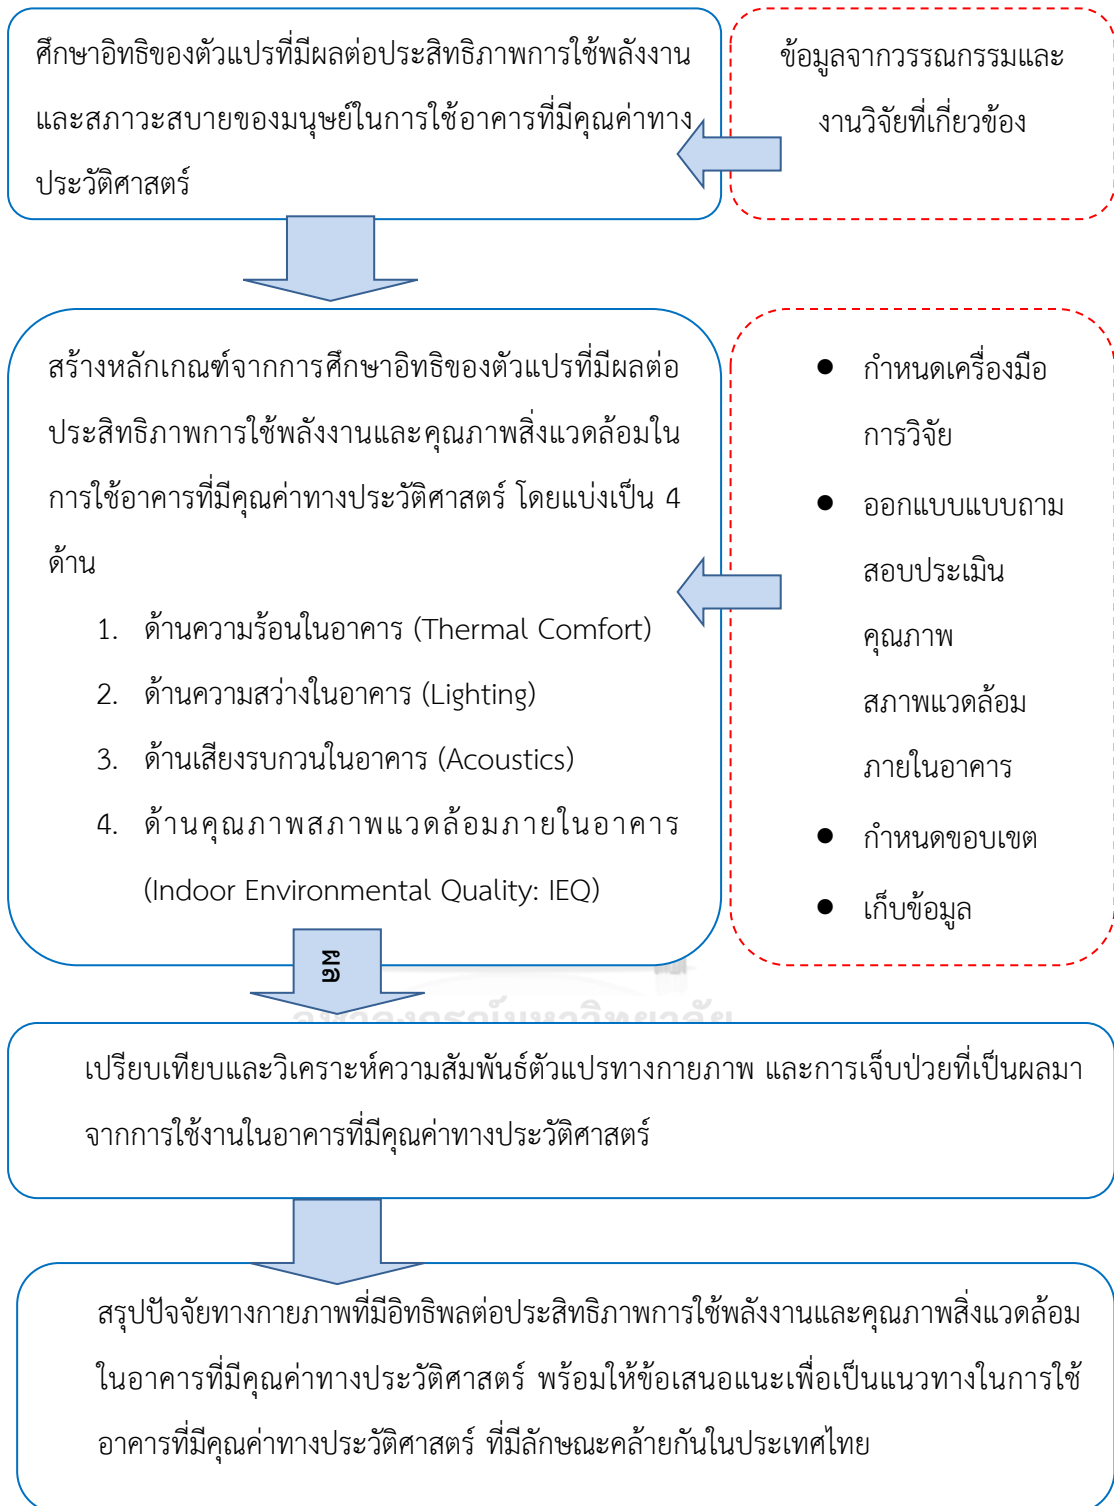 ศึกษาอิทธิของตัวแปรที่มีผลต่อประสิทธิภาพการใช้พลังงาน
และสภาวะสบายของมนุษย์ในการใช้อาคารที่มีคุณค่าทาง
ประวัติศาสตร์
ข้อมูลจากวรรณกรรมและ
งานวิจัยที่เกี่ยวข้อง
สร้างหลักเกณฑ์จากการศึกษาอิทธิของตัวแปรที่มีผลต่อ
ประสิทธิภาพการใช้พลังงานและคุณภาพสิ่งแวดล้อมใน
การใช้อาคารที่มีคุณค่าทางประวัติศาสตร์ โดยแบ่งเป็น 4
ด้าน
1. ด้านความร้อนในอาคาร (Thermal Comfort)
2. ด้านความสว่างในอาคาร (Lighting)
3. ด้านเสียงรบกวนในอาคาร (Acoustics)
4. ด้านคุณภาพสภาพแวดล้อมภายในอาคาร
(Indoor Environmental Quality: IEQ)
● กำหนดเครื่องมือ
การวิจัย
● ออกแบบแบบถาม
สอบประเมิน
คุณภาพ
สภาพแวดล้อม
ภายในอาคาร
● กำหนดขอบเขต
● เก็บข้อมูล
ผล
จุฬาลงกรณ์มหาวิทยาลัย
เปรียบเทียบและวิเคราะห์ความสัมพันธ์ตัวแปรทางกายภาพ และการเจ็บป่วยที่เป็นผลมา
จากการใช้งานในอาคารที่มีคุณค่าทางประวัติศาสตร์
สรุปปัจจัยทางกายภาพที่มีอิทธิพลต่อประสิทธิภาพการใช้พลังงานและคุณภาพสิ่งแวดล้อม
ในอาคารที่มีคุณค่าทางประวัติศาสตร์ พร้อมให้ข้อเสนอแนะเพื่อเป็นแนวทางในการใช้
อาคารที่มีคุณค่าทางประวัติศาสตร์ ที่มีลักษณะคล้ายกันในประเทศไทย